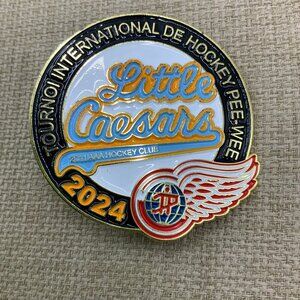 TOURNOI INTERNATIONAL DE HOCKEY PEE-WEE
Little
Caesars
AAA HOCKEY CLUB
2024